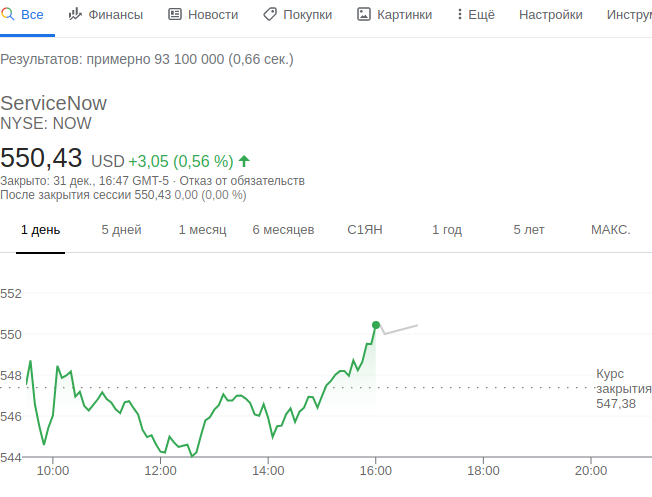 Все Финансы Новости Покупки Картинки Ещё Настройки
Результатов: примерно 93 100 000 (0,66 сек.)
ServiceNow
NYSE: NOW
550,43 USD +3,05 (0,56 %)
Закрыто: 31 дек., 16:47 GMT-5 · Отказ от обязательств
После закрытия сессии 550,43 0,00 (0,00 %)
1 день 5 дней 1 месяц 6 месяцев С1ЯН 1 год 5 лет МАКС.
552
550
548
546
544
Курс
закрытия
547,38
10:00 12:00 14:00 16:00 18:00 20:00